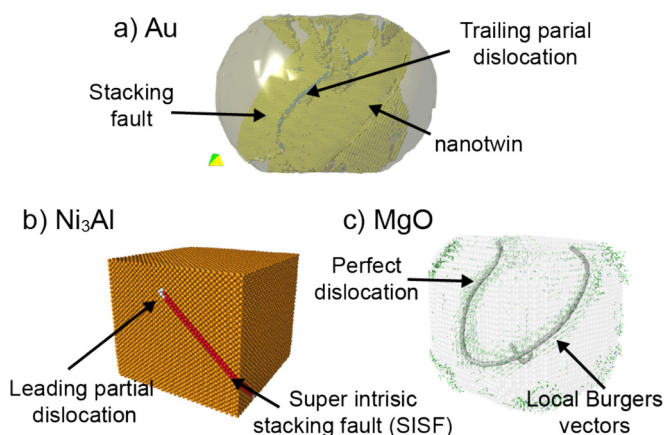 a) Au
Trailing parial
dislocation
Stacking
fault
nanotwin
b) Ni₃Al
c) MgO
Perfect
dislocation
Leading partial
dislocation
Super intrisic
stacking fault (SISF)
Local Burgers
vectors